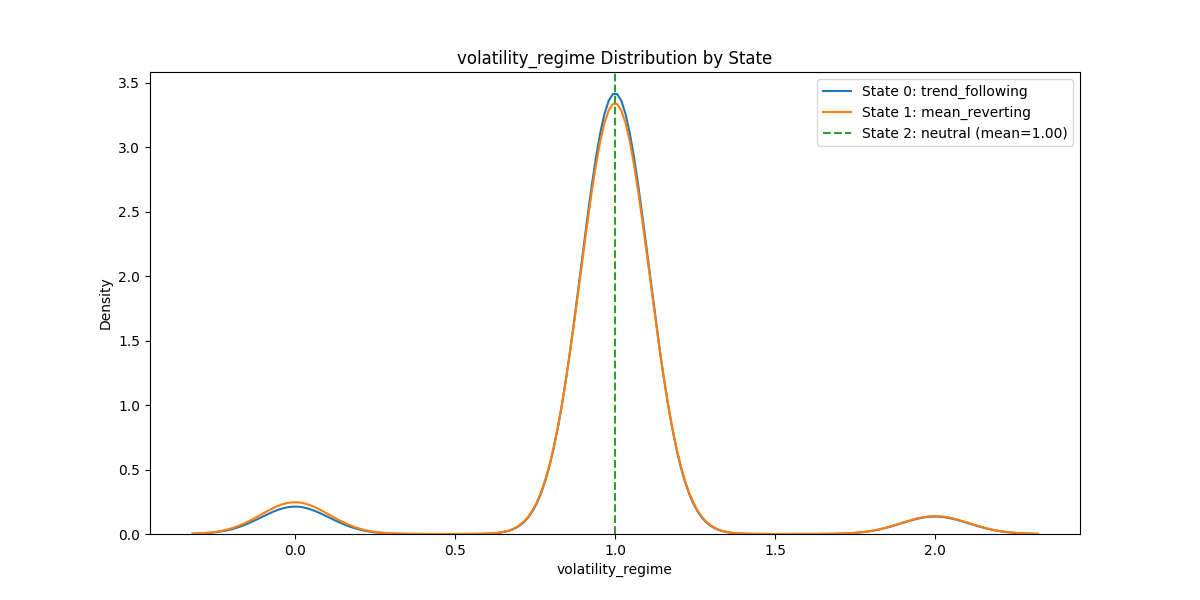 volatility_regime Distribution by State
State 0: trend_following
State 1: mean_reverting
State 2: neutral (mean=1.00)
3.5
3.0
2.5
2.0
1.5
1.0
0.5
0.0
Density
0.0 0.5 1.0 1.5 2.0
volatility_regime